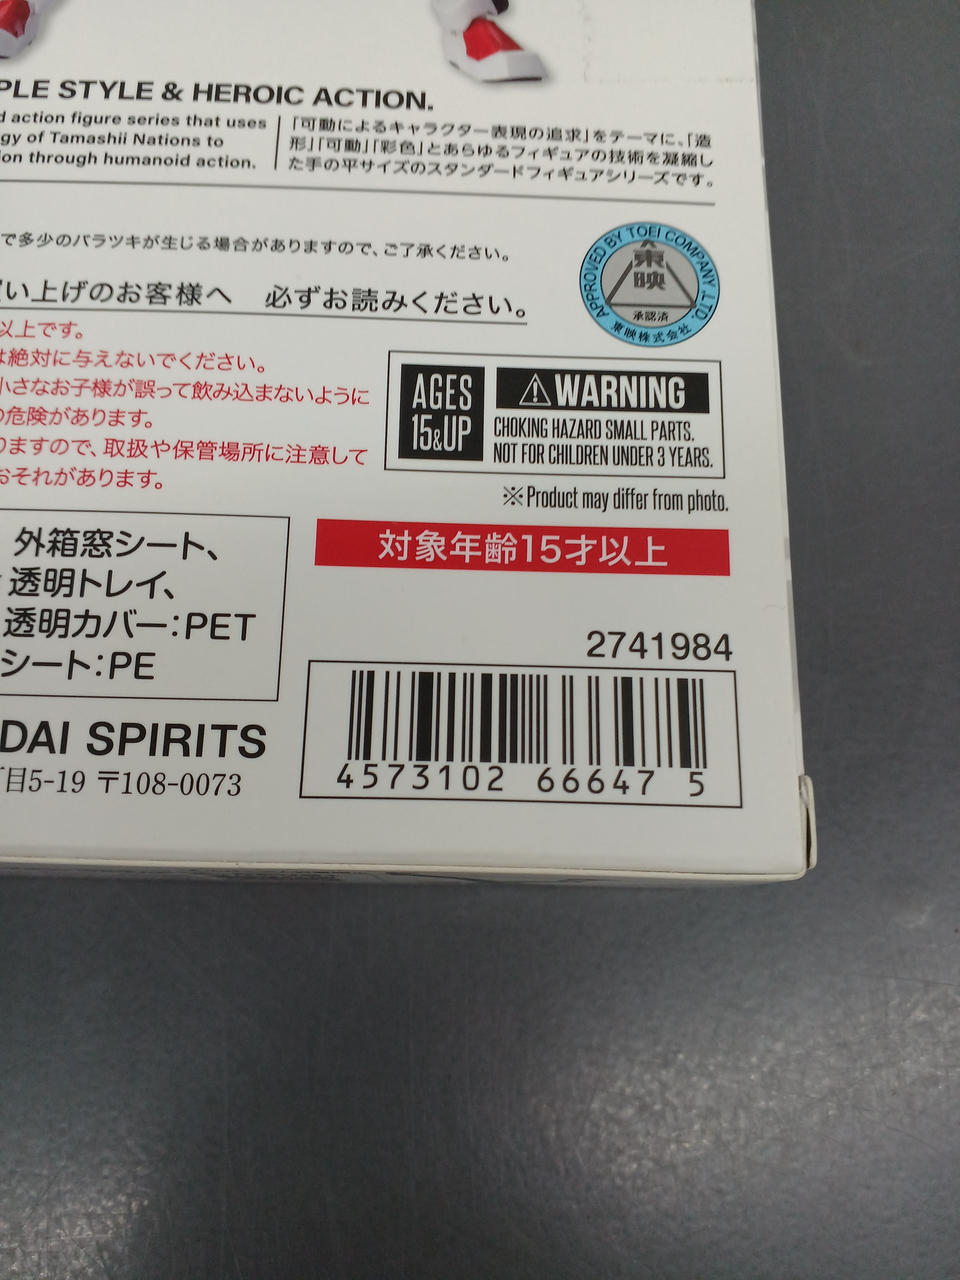 PLE STYLE & HEROIC ACTION.
d action figure series that uses
gy of Tamashii Nations to
ion through humanoid action.
「可動によるキャラクター表現の追求」をテーマに、「造
形」「可動」「彩色」とあらゆるフィギュアの技術を凝縮し
た手の平サイズのスタンダードフィギュアシリーズです。
で多少のバラツキが生じる場合がありますので、ご了承ください。
APPROVED BY TOEI COMPANY, LTD.
東映
承認済
東映株式会社
い上げのお客様へ 必ずお読みください。
以上です。
は絶対に与えないでください。
小さなお子様が誤って飲み込まないように
の危険があります。
りますので、取扱や保管場所に注意して
おそれがあります。
AGES
15&UP
WARNING
CHOKING HAZARD SMALL PARTS.
NOT FOR CHILDREN UNDER 3 YEARS.
※Product may differ from photo.
対象年齢15才以上
外箱窓シート、
透明トレイ、
透明カバー:PET
シート:PE
2741984
4573102 66647 5
DAI SPIRITS
目5-19 〒108-0073